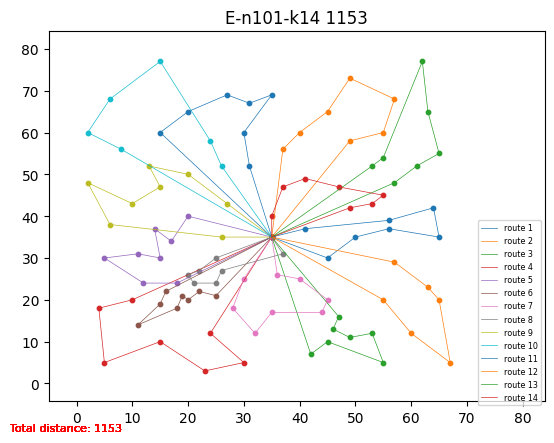 E-n101-k14 1153
80
70
60
50
40
30
20
10
0
route 1
route 2
route 3
route 4
route 5
route 6
route 7
route 8
route 9
route 10
route 11
route 12
route 13
route 14
0 10 20 30 40 50 60 70 80
Total distance: 1153